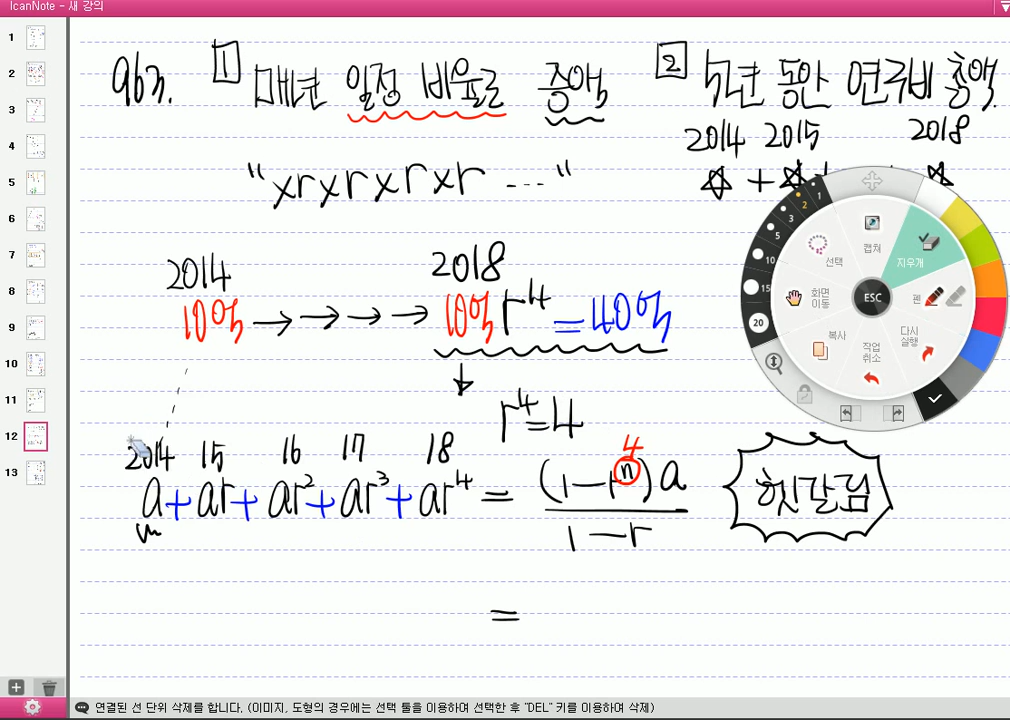 IcanNote - 새 강의
963. 1 매년 일정 비율로 증액
2 5년 동안 연구비 총액.
2014 2015 2018
☆ + ☆ + ☆
"×r×r×r×r ---"
2014 2018
10억 → → → → 10억 r⁴ = 40억
↓
r⁴ = 4
2014 15 16 17 18
a + ar + ar² + ar³ + ar⁴ = (1-rⁿ)a / 1-r
4
헷갈림
=
1
2
3
4
5
6
7
8
9
10
11
12
13
1
2
3
5
10
15
20
선택
캡쳐
지우개
화면
이동
ESC
펜
복사
작업
취소
다시
실행
연결된 선 단위 삭제를 합니다. (이미지, 도형의 경우에는 선택 툴을 이용하여 선택한 후 "DEL" 키를 이용하여 삭제)